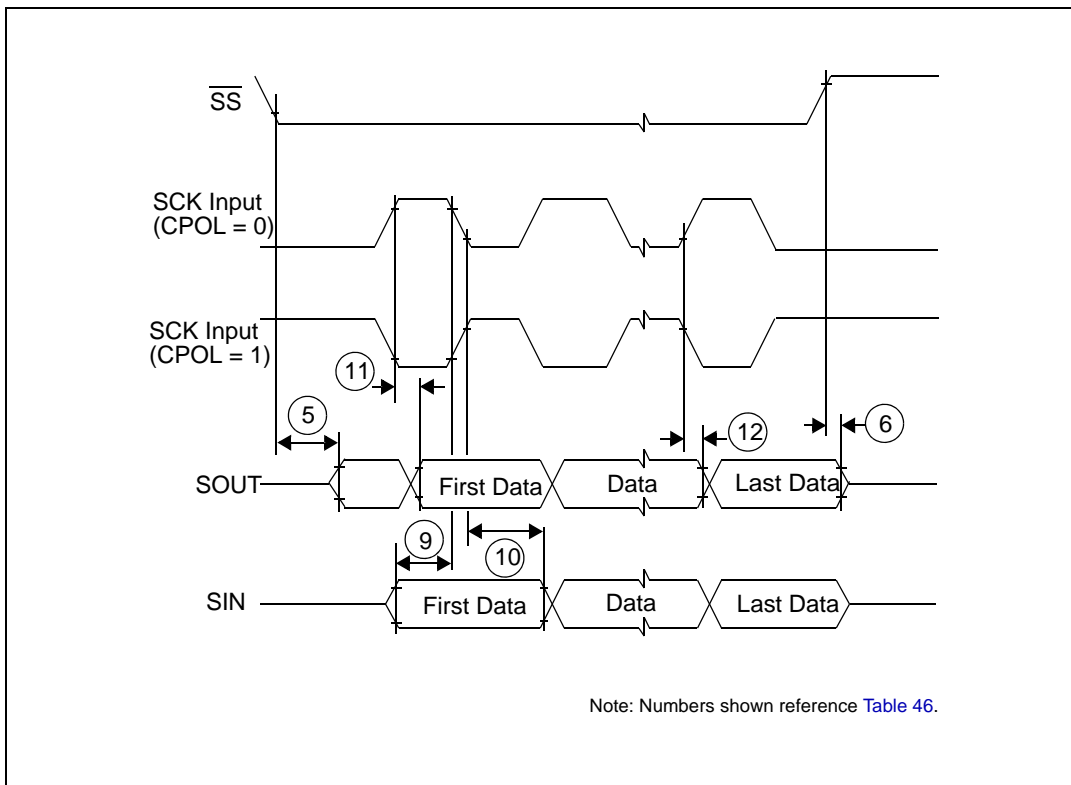 SS
SCK Input
(CPOL = 0)
SCK Input
(CPOL = 1)
11
5
12
6
SOUT
First Data
Data
Last Data
9
10
SIN
First Data
Data
Last Data
Note: Numbers shown reference Table 46.